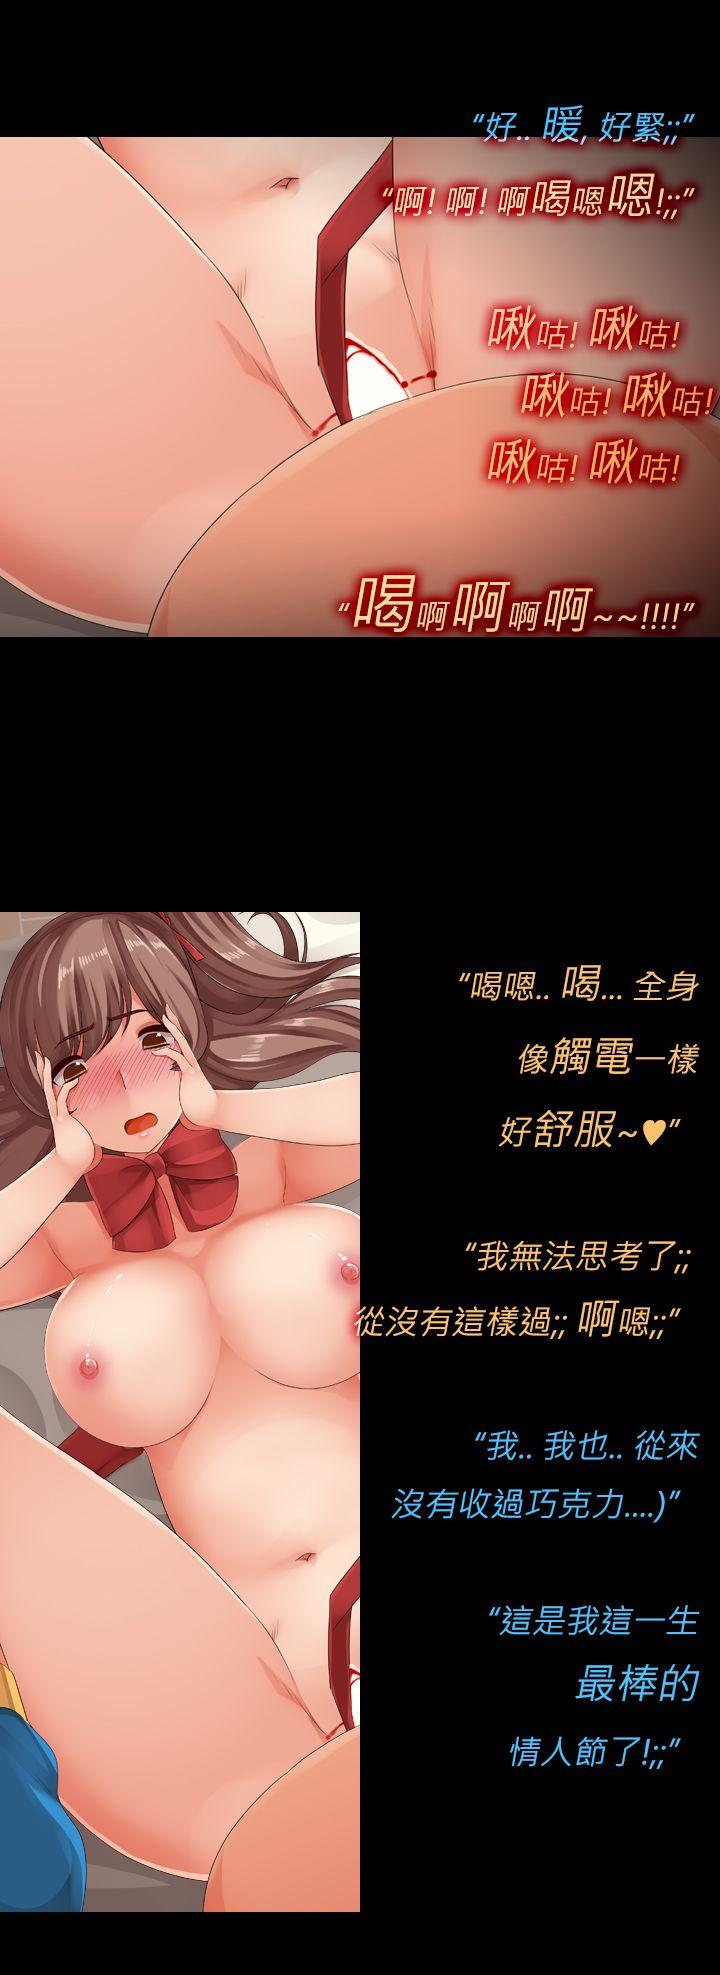 “好.. 暖, 好緊;;”
“啊! 啊! 啊喝嗯嗯!;;”
啾咕! 啾咕!
啾咕! 啾咕!
啾咕! 啾咕!
“喝啊啊啊啊~~!!!!”
“喝嗯.. 喝... 全身
像觸電一樣
好舒服~♥”
“我無法思考了;;
從沒有這樣過;; 啊嗯;;”
“我.. 我也.. 從來
沒有收過巧克力....)”
“這是我這一生
最棒的
情人節了!;;”